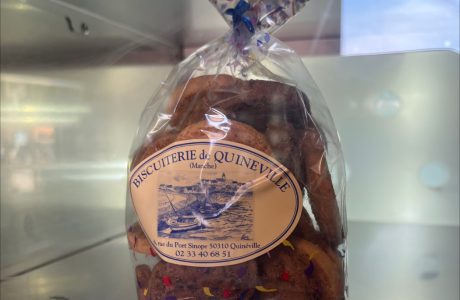 BISCUITERIE de QUINEVILLE
(Manche)
rue du Port Sinope 50310 Quinéville
02 33 40 68 51